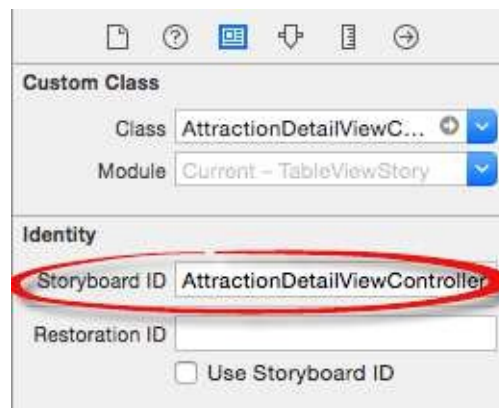 Custom Class
Class AttractionDetailViewC...
Module Current – TableViewStory
Identity
Storyboard ID AttractionDetailViewController
Restoration ID
Use Storyboard ID